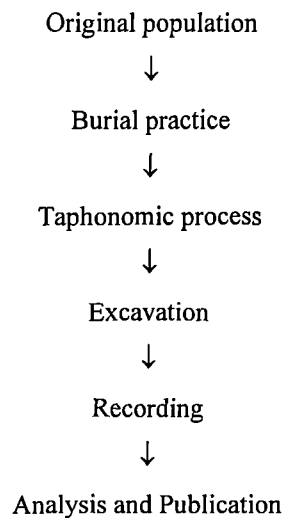 Original population
↓
Burial practice
↓
Taphonomic process
↓
Excavation
↓
Recording
↓
Analysis and Publication